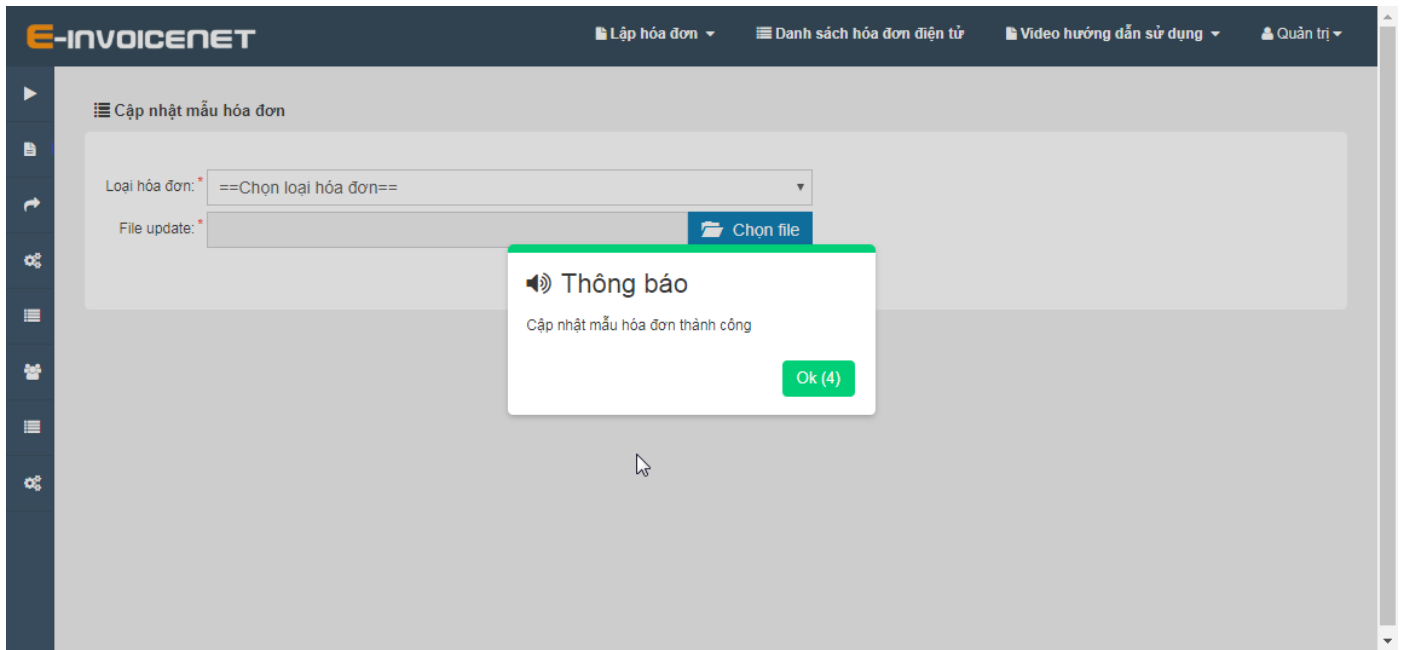 E-INVOICENET
Lập hóa đơn
Danh sách hóa đơn điện tử
Video hướng dẫn sử dụng
Quản trị
Cập nhật mẫu hóa đơn
Loại hóa đơn: *
==Chọn loại hóa đơn==
File update: *
Chọn file
Thông báo
Cập nhật mẫu hóa đơn thành công
Ok (4)